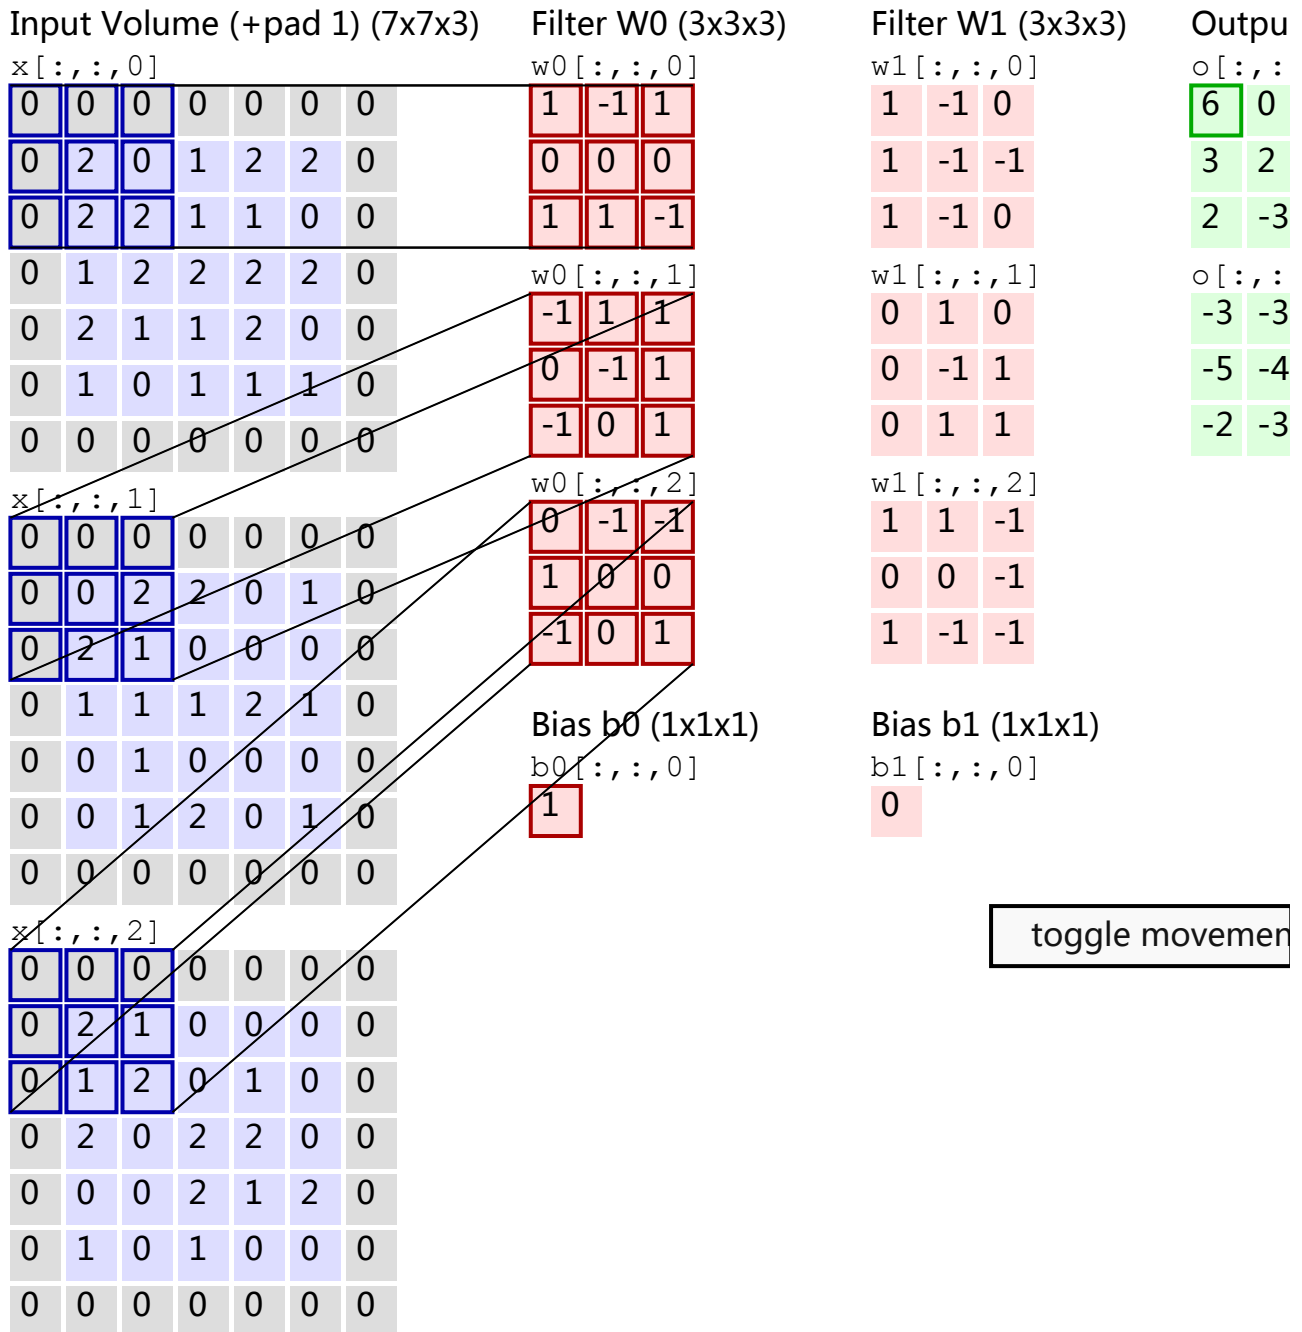 Input Volume (+pad 1) (7x7x3)
x[:,:,0]
0 0 0 0 0 0 0
0 2 0 1 2 2 0
0 2 2 1 1 0 0
0 1 2 2 2 2 0
0 2 1 1 2 0 0
0 1 0 1 1 1 0
0 0 0 0 0 0 0
x[:,:,1]
0 0 0 0 0 0 0
0 0 2 2 0 1 0
0 2 1 0 0 0 0
0 1 1 1 2 1 0
0 0 1 0 0 0 0
0 0 1 2 0 1 0
0 0 0 0 0 0 0
x[:,:,2]
0 0 0 0 0 0 0
0 2 1 0 0 0 0
0 1 2 0 1 0 0
0 2 0 2 2 0 0
0 0 0 2 1 2 0
0 1 0 1 0 0 0
0 0 0 0 0 0 0
Filter W0 (3x3x3)
w0[:,:,0]
1 -1 1
0 0 0
1 1 -1
w0[:,:,1]
-1 1 1
0 -1 1
-1 0 1
w0[:,:,2]
0 -1 -1
1 0 0
-1 0 1
Bias b0 (1x1x1)
b0[:,:,0]
1
Filter W1 (3x3x3)
w1[:,:,0]
1 -1 0
1 -1 -1
1 -1 0
w1[:,:,1]
0 1 0
0 -1 1
0 1 1
w1[:,:,2]
1 1 -1
0 0 -1
1 -1 -1
Bias b1 (1x1x1)
b1[:,:,0]
0
Outpu
o[:,:
6 0
3 2
2 -3
o[:,:
-3 -3
-5 -4
-2 -3
toggle movemen